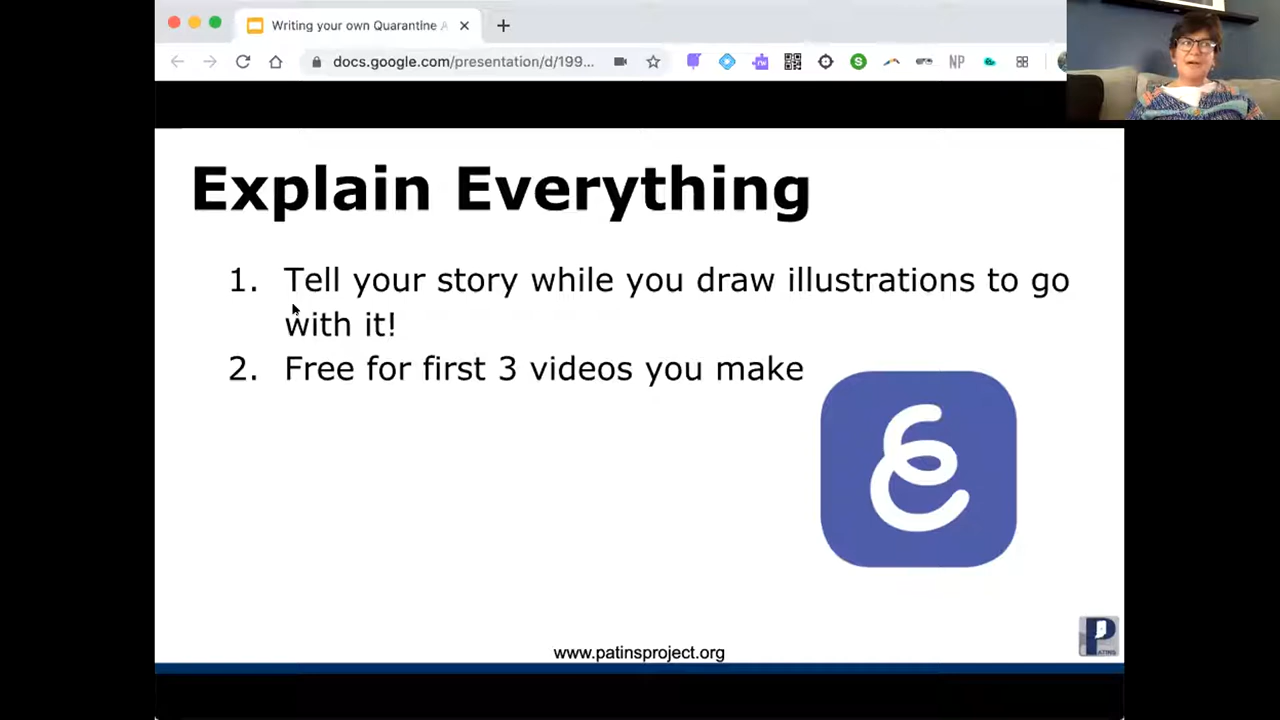 Writing your own Quarantine A
docs.google.com/presentation/d/199...
NP
Explain Everything
1. Tell your story while you draw illustrations to go
with it!
2. Free for first 3 videos you make
www.patinsproject.org
PATINS